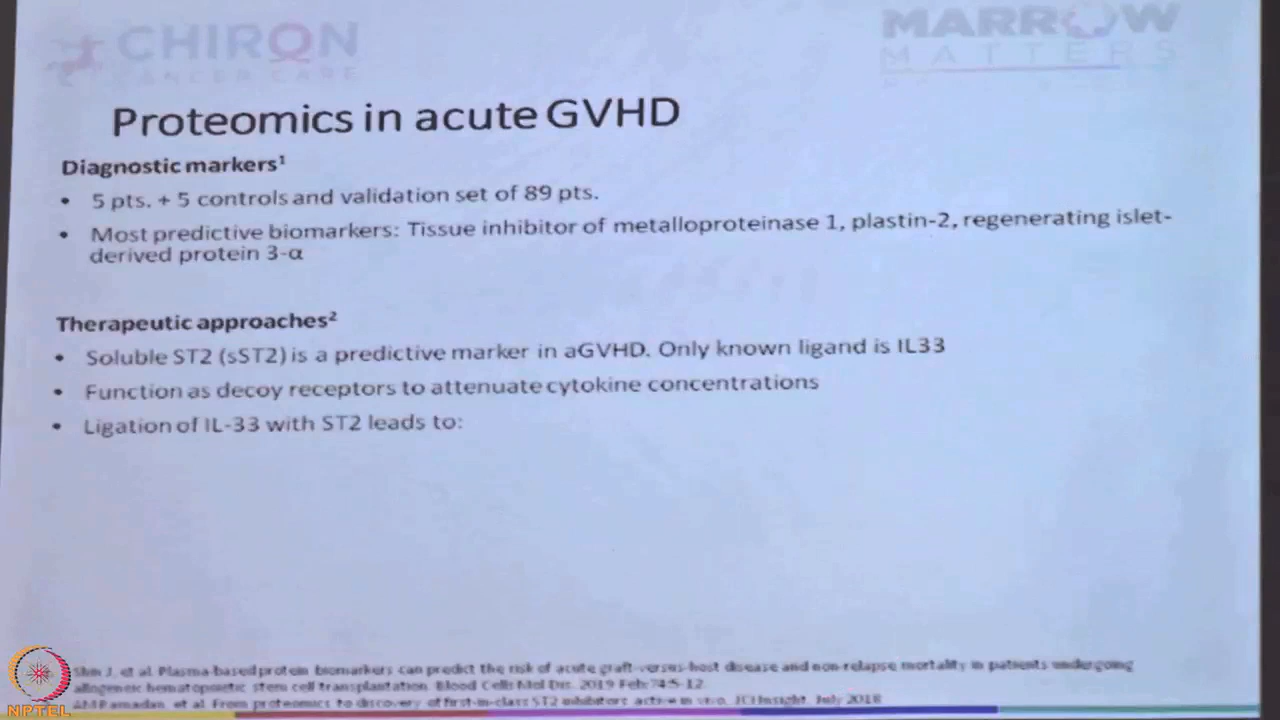 CHIRON
CANCER CARE
MARROW
MATTERS
Proteomics in acute GVHD
Diagnostic markers¹
• 5 pts. + 5 controls and validation set of 89 pts.
• Most predictive biomarkers: Tissue inhibitor of metalloproteinase 1, plastin-2, regenerating islet-
derived protein 3-α
Therapeutic approaches²
• Soluble ST2 (sST2) is a predictive marker in aGVHD. Only known ligand is IL33
• Function as decoy receptors to attenuate cytokine concentrations
• Ligation of IL-33 with ST2 leads to:
J. et al. Plasma-based protein biomarkers can predict the risk of acute graft-versus-host disease and non-relapse mortality in patients undergoing
allogeneic hematopoietic stem cell transplantation. Blood Cells Mol Dis. 2019 Feb;74:5-12
AM Ramadan, et al. From proteomics to discovery of first-in-class ST2 inhibitors active in vivo. JCI Insight. July 2018
NPTEL